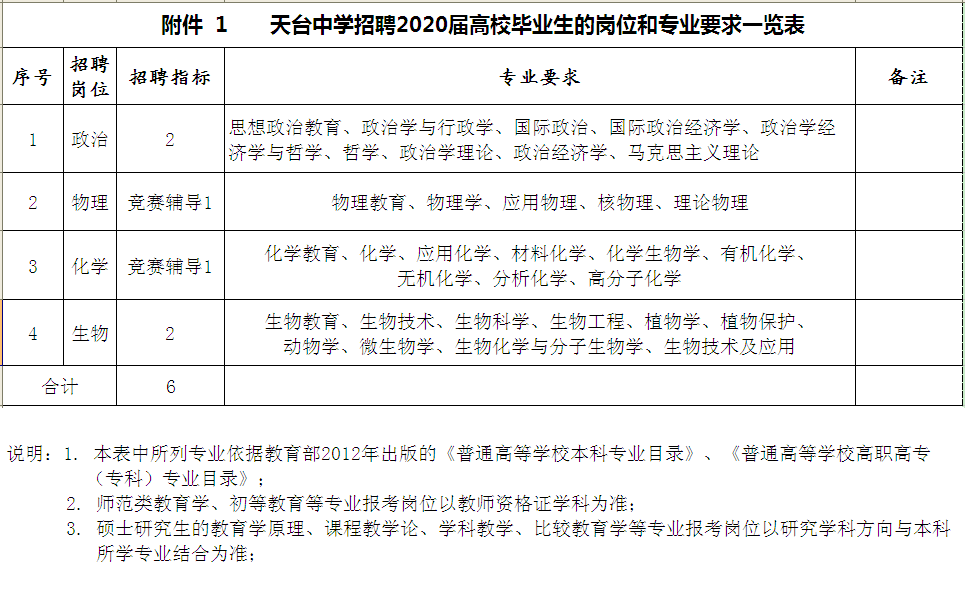 附件 1 天台中学招聘2020届高校毕业生的岗位和专业要求一览表
序号 招聘岗位 招聘指标 专业要求 备注
1 政治 2 思想政治教育、政治学与行政学、国际政治、国际政治经济学、政治学经
济学与哲学、哲学、政治学理论、政治经济学、马克思主义理论
2 物理 竞赛辅导1 物理教育、物理学、应用物理、核物理、理论物理
3 化学 竞赛辅导1 化学教育、化学、应用化学、材料化学、化学生物学、有机化学、
无机化学、分析化学、高分子化学
4 生物 2 生物教育、生物技术、生物科学、生物工程、植物学、植物保护、
动物学、微生物学、生物化学与分子生物学、生物技术及应用
合计 6
说明：1. 本表中所列专业依据教育部2012年出版的《普通高等学校本科专业目录》、《普通高等学校高职高专
（专科）专业目录》；
2. 师范类教育学、初等教育等专业报考岗位以教师资格证学科为准；
3. 硕士研究生的教育学原理、课程教学论、学科教学、比较教育学等专业报考岗位以研究学科方向与本科
所学专业结合为准；